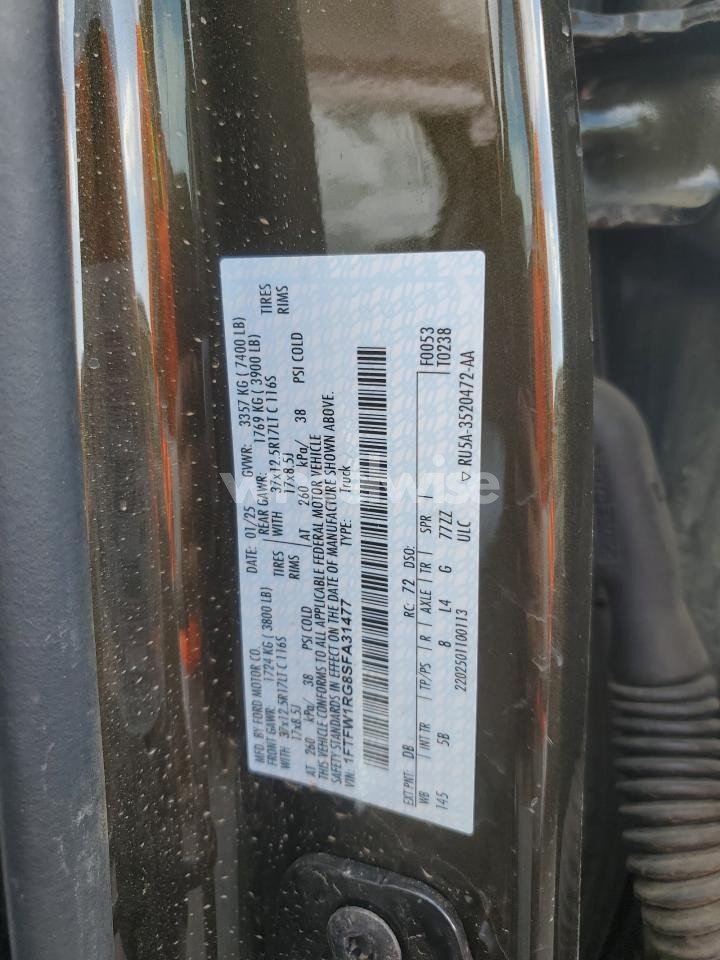 MFD. BY FORD MOTOR CO.
DATE: 01/25 GVWR: 3357 KG ( 7400 LB)
FRONT GAWR: 1724 KG ( 3800 LB)
REAR GAWR: 1769 KG ( 3900 LB)
WITH 37x12.5R17LT C 116S TIRES
WITH 37x12.5R17LT C 116S TIRES
17x8.5J RIMS
17x8.5J RIMS
AT 260 kPa/ 38 PSI COLD
AT 260 kPa/ 38 PSI COLD
THIS VEHICLE CONFORMS TO ALL APPLICABLE FEDERAL MOTOR VEHICLE
SAFETY STANDARDS IN EFFECT ON THE DATE OF MANUFACTURE SHOWN ABOVE.
VIN: 1FTFW1RG8SFA31477 TYPE: Truck
EXT PNT: DB RC: 72 DSO: F0053
WB INT TR TP/PS R AXLE TR SPR T0238
145 5B 8 L4 G 77ZZ
2202501100113 ULC RU5A-3520472-AA